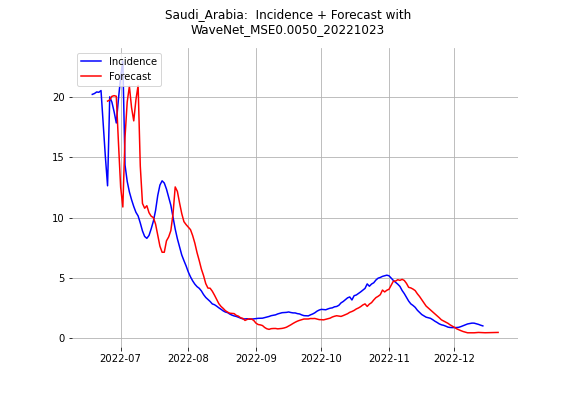 Saudi_Arabia:  Incidence + Forecast with
WaveNet_MSE0.0050_20221023
Incidence
Forecast
20
15
10
5
0
2022-07
2022-08
2022-09
2022-10
2022-11
2022-12